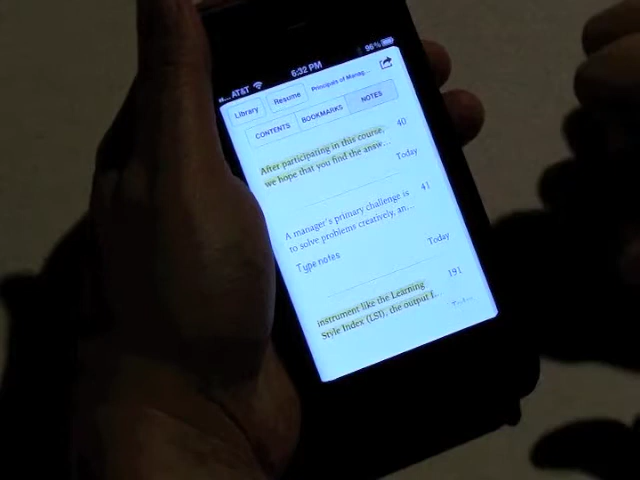 AT&T 6:32 PM 96%
Library Resume Principles of Manag...
CONTENTS BOOKMARKS NOTES
After participating in this course, 40
we hope that you find the answ...
Today
A manager's primary challenge is 41
to solve problems creatively, an...
Type notes Today
instrument like the Learning 191
Style Index (LSI), the output f...
Today